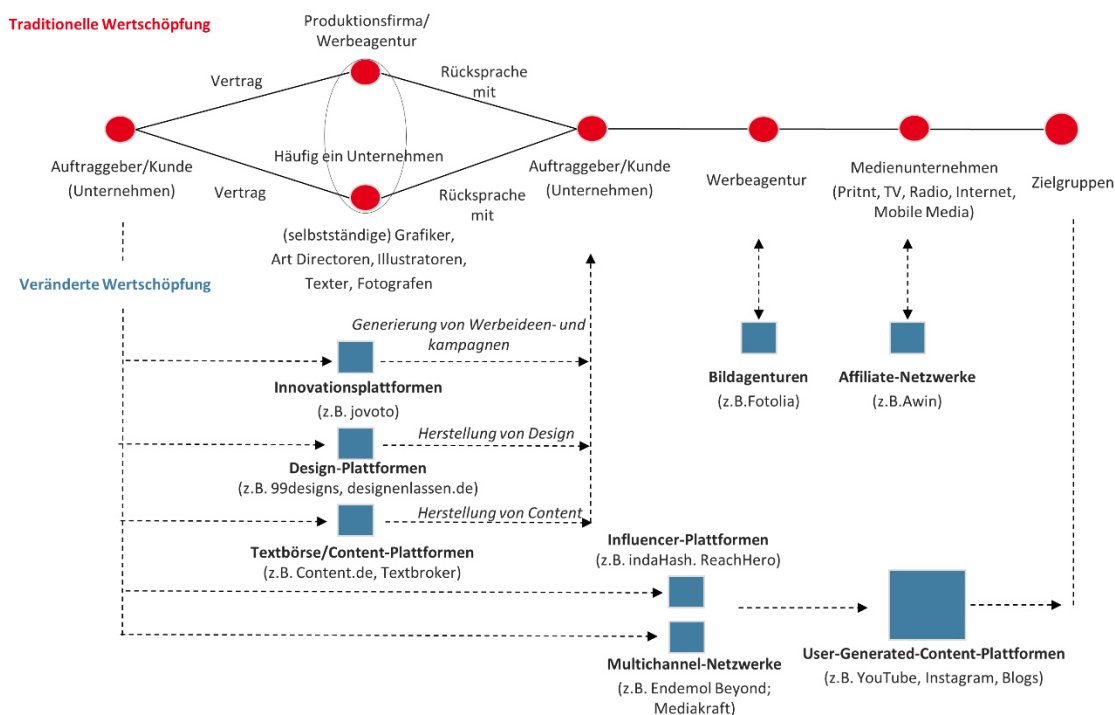 Traditionelle Wertschöpfung
Produktionsfirma/
Werbeagentur
Vertrag
Rücksprache
mit
Auftraggeber/Kunde
(Unternehmen)
Häufig ein Unternehmen
Auftraggeber/Kunde
(Unternehmen)
Werbeagentur
Medienunternehmen
(Pritnt, TV, Radio, Internet,
Mobile Media)
Zielgruppen
Vertrag
Rücksprache
mit
(selbstständige) Grafiker,
Art Directoren, Illustratoren,
Texter, Fotografen
Veränderte Wertschöpfung
Generierung von Werbeideen- und
kampagnen
Innovationsplattformen
(z.B. jovoto)
Bildagenturen
(z.B.Fotolia)
Affiliate-Netzwerke
(z.B.Awin)
Herstellung von Design
Design-Plattformen
(z.B. 99designs, designenlassen.de)
Herstellung von Content
Textbörse/Content-Plattformen
(z.B. Content.de, Textbroker)
Influencer-Plattformen
(z.B. indaHash. ReachHero)
Multichannel-Netzwerke
(z.B. Endemol Beyond;
Mediakraft)
User-Generated-Content-Plattformen
(z.B. YouTube, Instagram, Blogs)